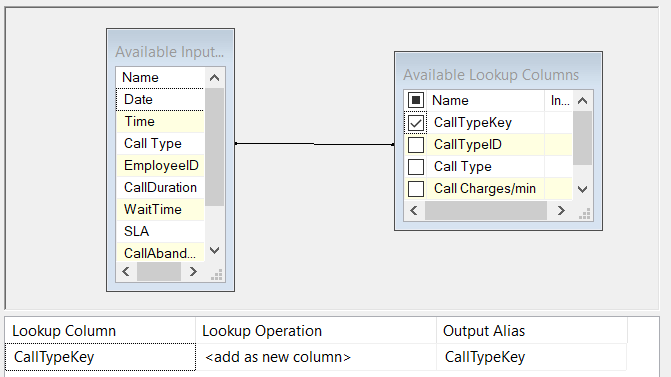 Available Input...
Name
Date
Time
Call Type
EmployeeID
CallDuration
WaitTime
SLA
CallAband...
Available Lookup Columns
Name In...
CallTypeKey
CallTypeID
Call Type
Call Charges/min
Lookup Column Lookup Operation Output Alias
CallTypeKey <add as new column> CallTypeKey